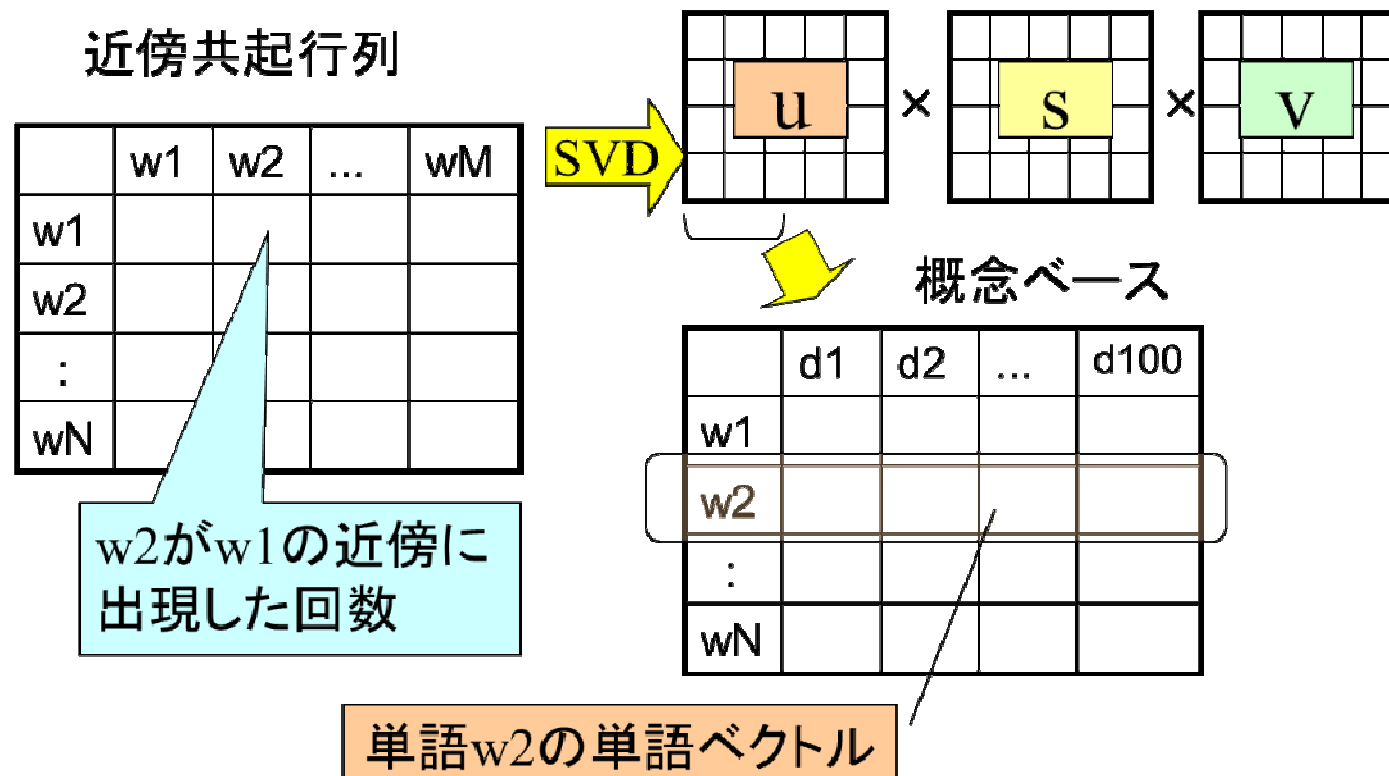 近傍共起行列
w1 w2 ... wM
w1
w2
:
wN
w2がw1の近傍に
出現した回数
SVD
u × s × v
概念ベース
d1 d2 ... d100
w1
w2
:
wN
単語w2の単語ベクトル